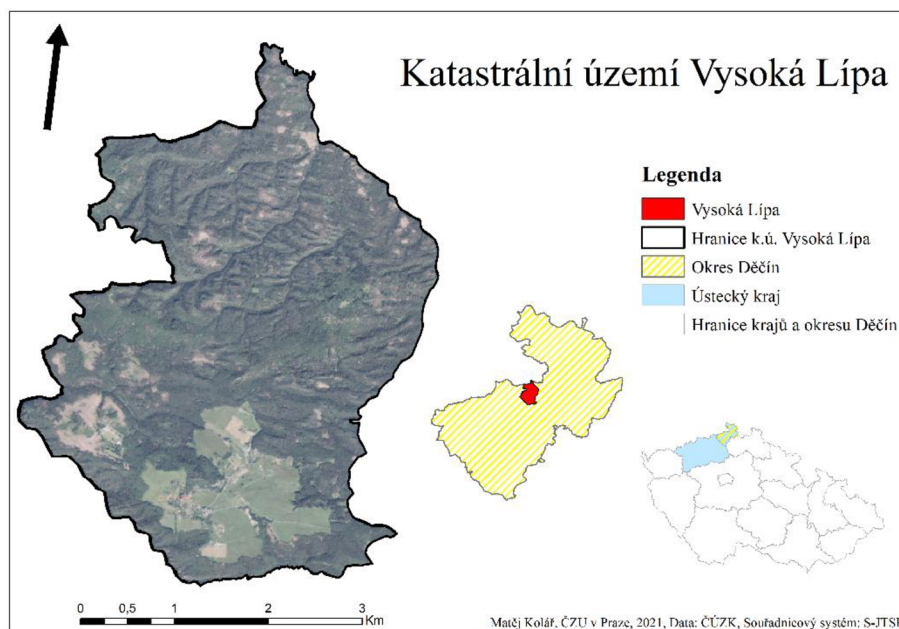 Katastrální území Vysoká Lípa
Legenda
Vysoká Lípa
Hranice k.ú. Vysoká Lípa
Okres Děčín
Ústecký kraj
Hranice krajů a okresu Děčín
0 0,5 1 2 3
Km
Matěj Kolář, ČZU v Praze, 2021, Data: ČÚZK, Souřadnicový systém: S-JTSK